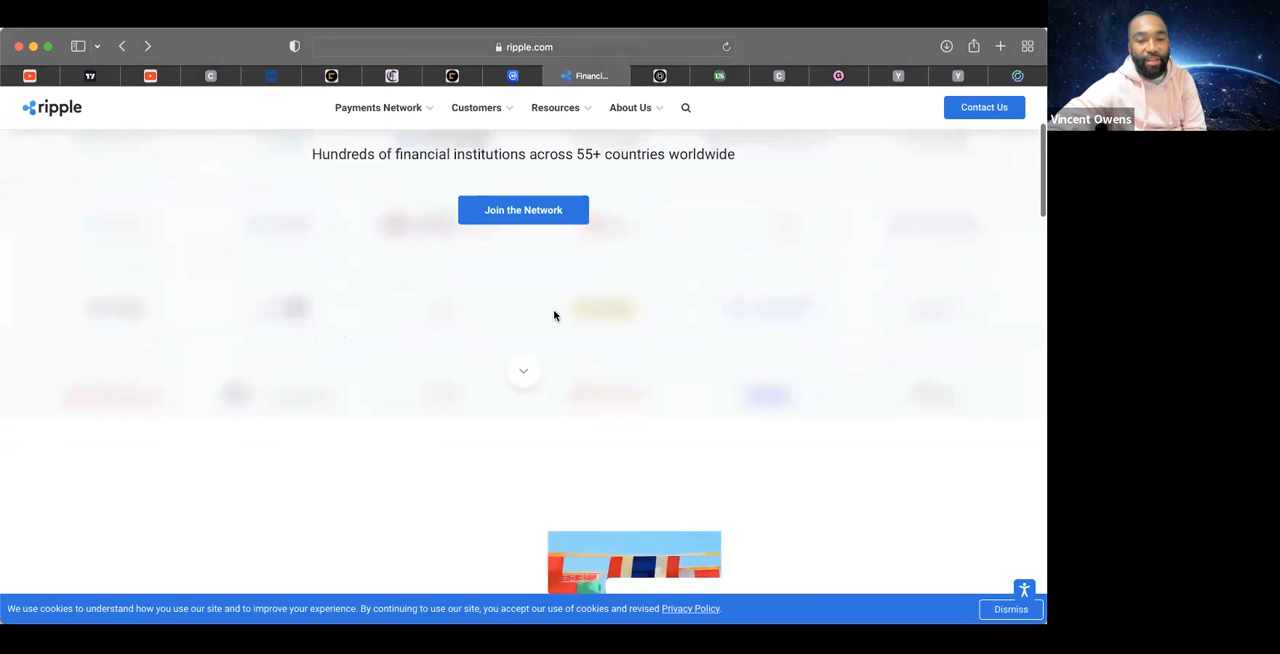 ripple.com
Financi...
US
ripple
Payments Network
Customers
Resources
About Us
Contact Us
Vincent Owens
Hundreds of financial institutions across 55+ countries worldwide
Join the Network
We use cookies to understand how you use our site and to improve your experience. By continuing to use our site, you accept our use of cookies and revised Privacy Policy.
Dismiss